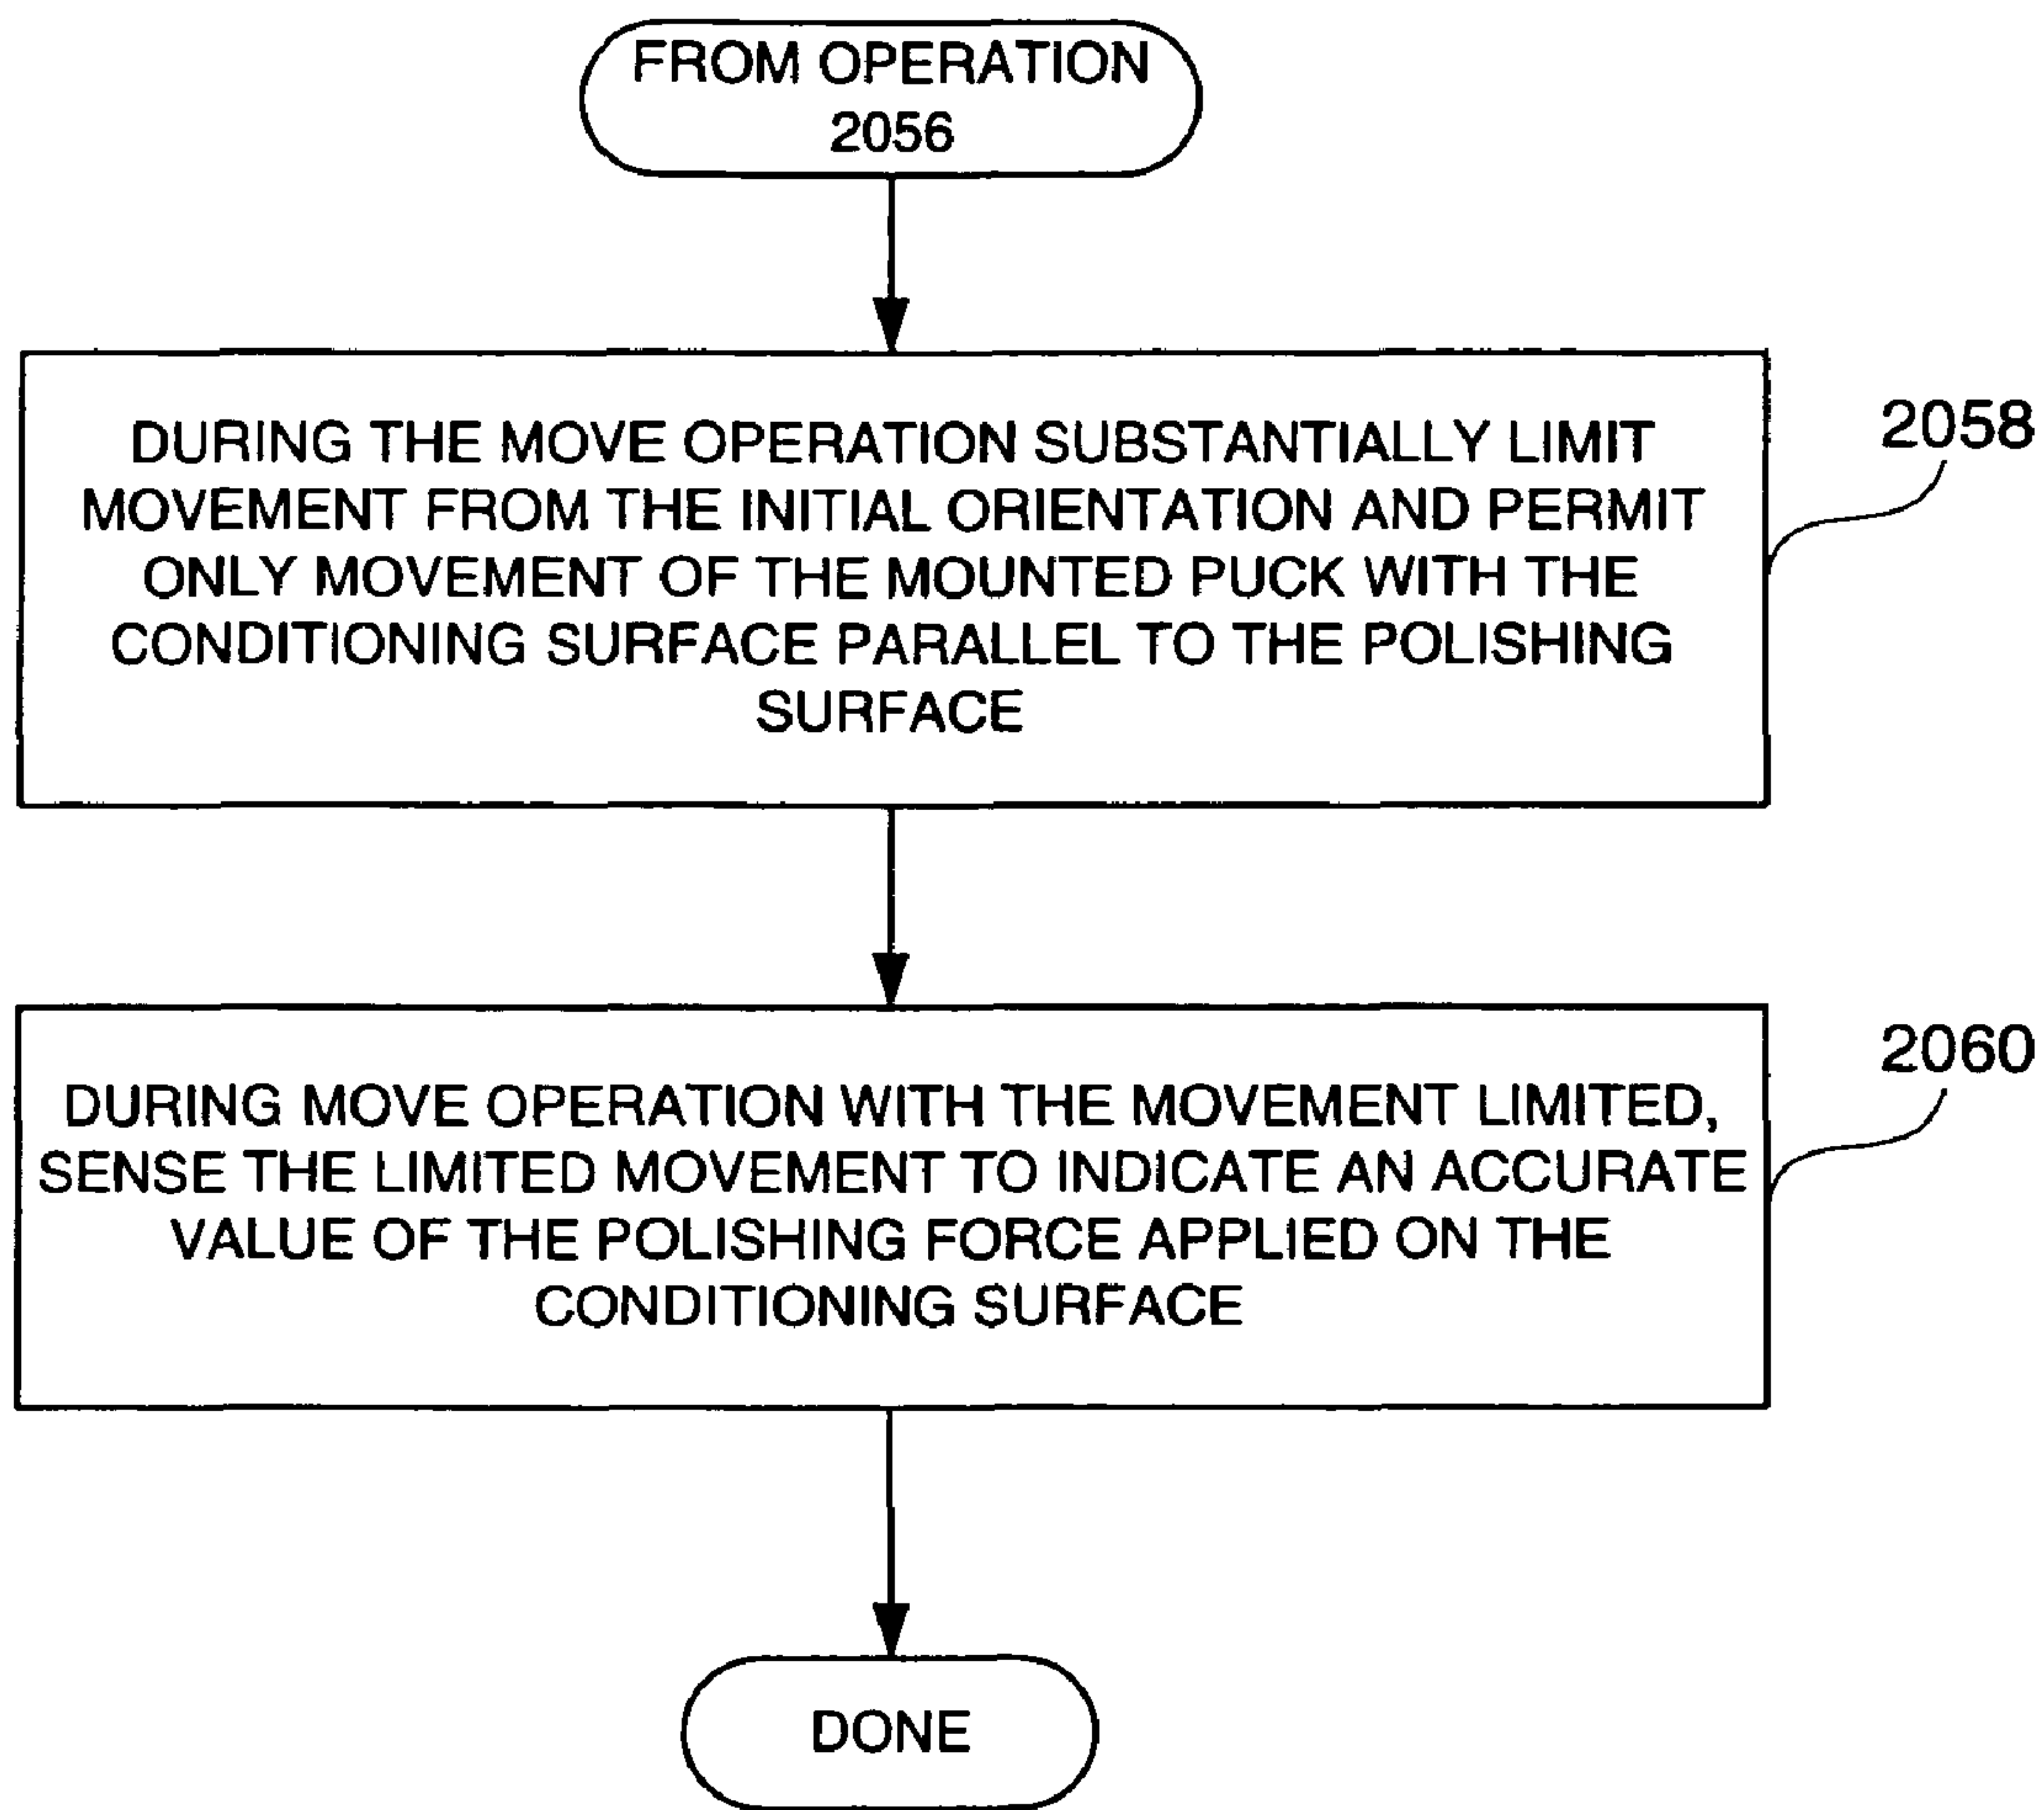 FROM OPERATION
2056
DURING THE MOVE OPERATION SUBSTANTIALLY LIMIT
MOVEMENT FROM THE INITIAL ORIENTATION AND PERMIT
ONLY MOVEMENT OF THE MOUNTED PUCK WITH THE
CONDITIONING SURFACE PARALLEL TO THE POLISHING
SURFACE
2058
DURING MOVE OPERATION WITH THE MOVEMENT LIMITED,
SENSE THE LIMITED MOVEMENT TO INDICATE AN ACCURATE
VALUE OF THE POLISHING FORCE APPLIED ON THE
CONDITIONING SURFACE
2060
DONE